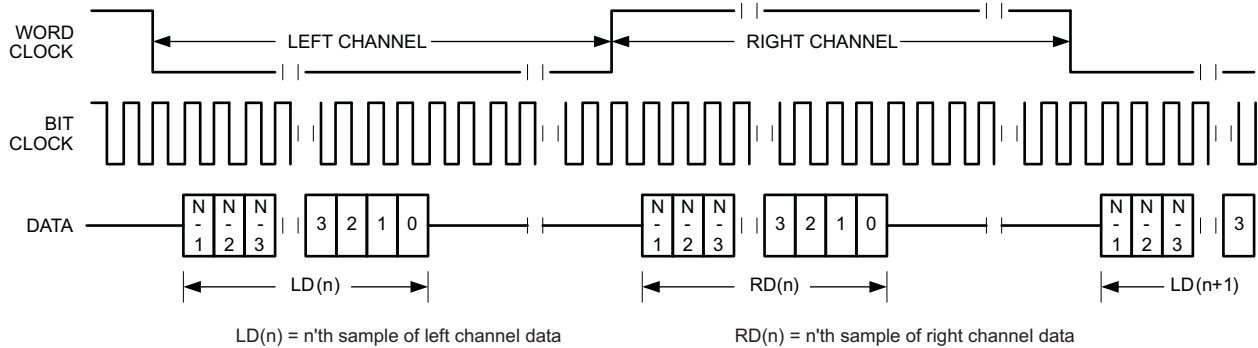 WORD
CLOCK
LEFT CHANNEL
RIGHT CHANNEL
BIT
CLOCK
DATA
N-1 N-2 N-3 3 2 1 0 N-1 N-2 N-3 3 2 1 0 N-1 N-2 N-3 3
LD(n)
RD(n)
LD(n+1)
LD(n) = n'th sample of left channel data
RD(n) = n'th sample of right channel data